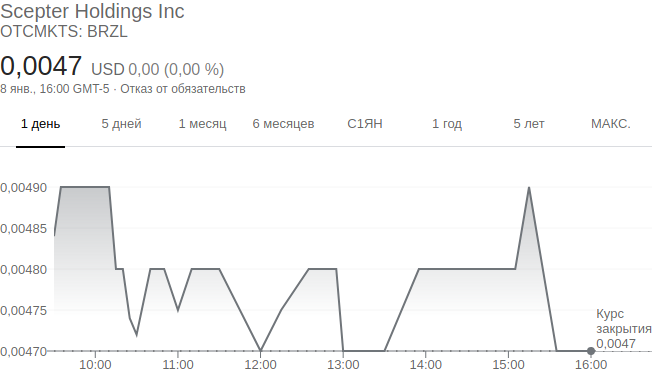 Scepter Holdings Inc
OTCMKTS: BRZL
0,0047 USD 0,00 (0,00 %)
8 янв., 16:00 GMT-5 · Отказ от обязательств
1 день 5 дней 1 месяц 6 месяцев С1ЯН 1 год 5 лет МАКС.
0,00490
0,00485
0,00480
0,00475
0,00470
Курс
закрытия
0,0047
10:00 11:00 12:00 13:00 14:00 15:00 16:00